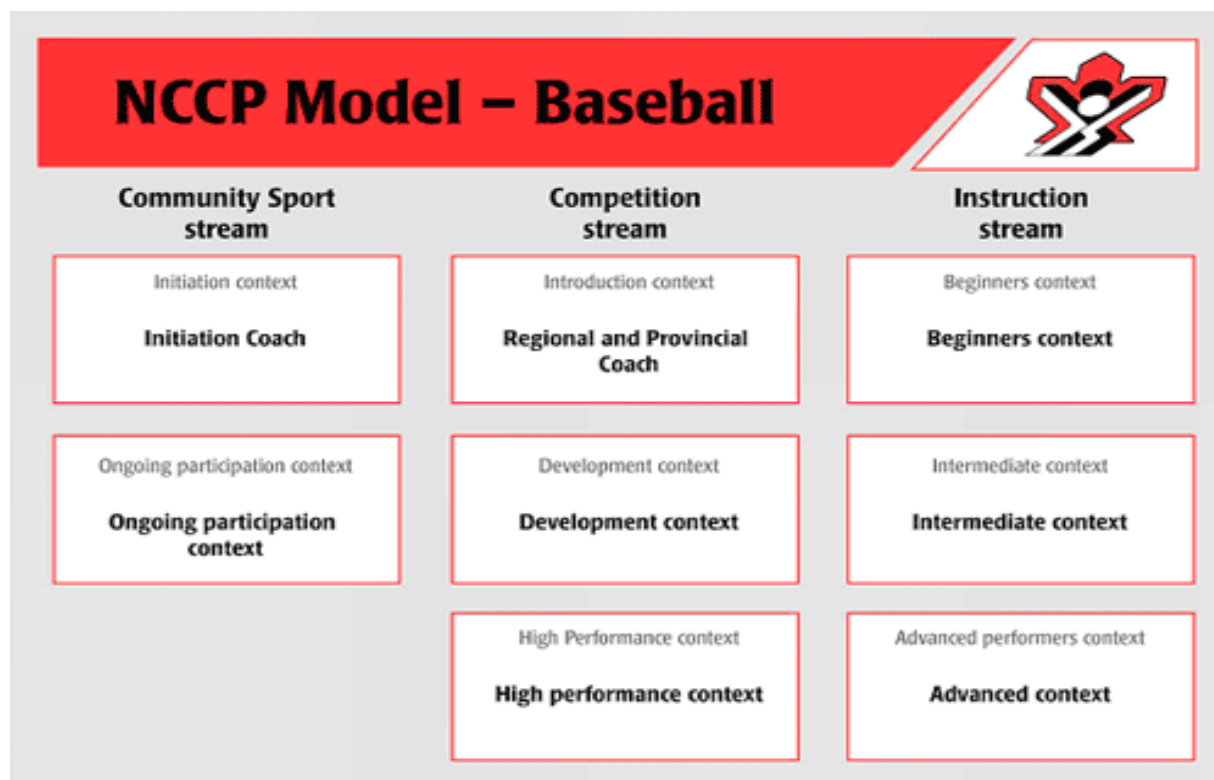 NCCP Model – Baseball
Community Sport
stream
Initiation context
Initiation Coach
Ongoing participation context
Ongoing participation
context
Competition
stream
Introduction context
Regional and Provincial
Coach
Development context
Development context
High Performance context
High performance context
Instruction
stream
Beginners context
Beginners context
Intermediate context
Intermediate context
Advanced performers context
Advanced context